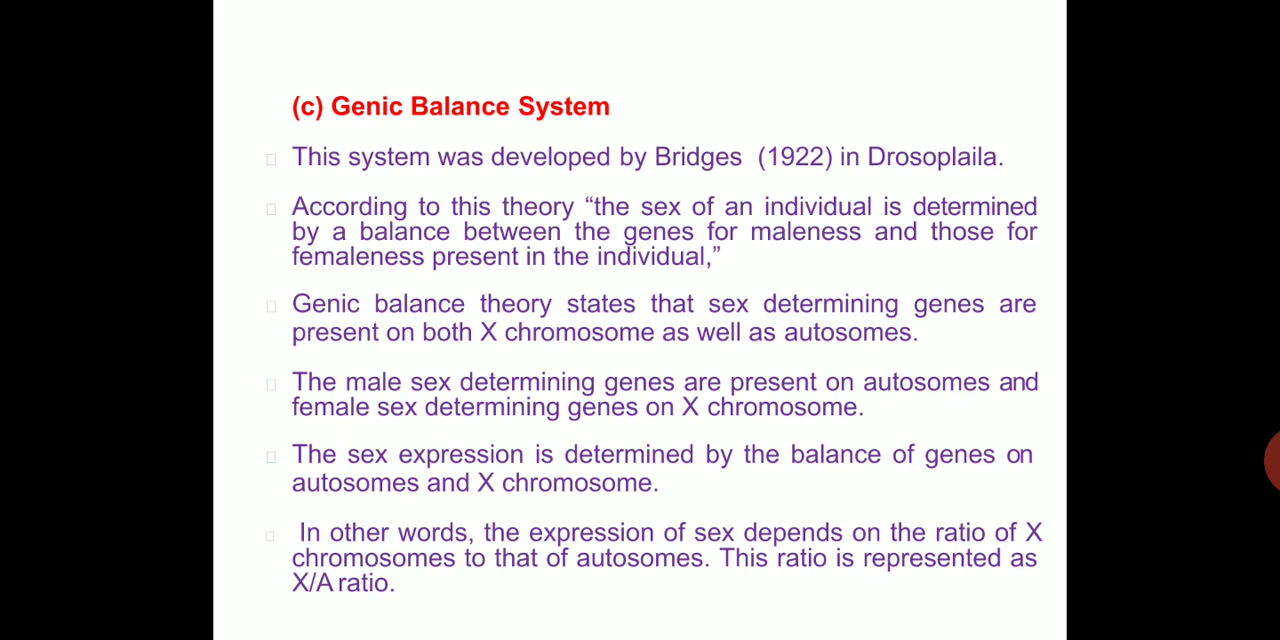 (c) Genic Balance System
This system was developed by Bridges (1922) in Drosoplaila.
According to this theory “the sex of an individual is determined
by a balance between the genes for maleness and those for
femaleness present in the individual,”
Genic balance theory states that sex determining genes are
present on both X chromosome as well as autosomes.
The male sex determining genes are present on autosomes and
female sex determining genes on X chromosome.
The sex expression is determined by the balance of genes on
autosomes and X chromosome.
In other words, the expression of sex depends on the ratio of X
chromosomes to that of autosomes. This ratio is represented as
X/A ratio.